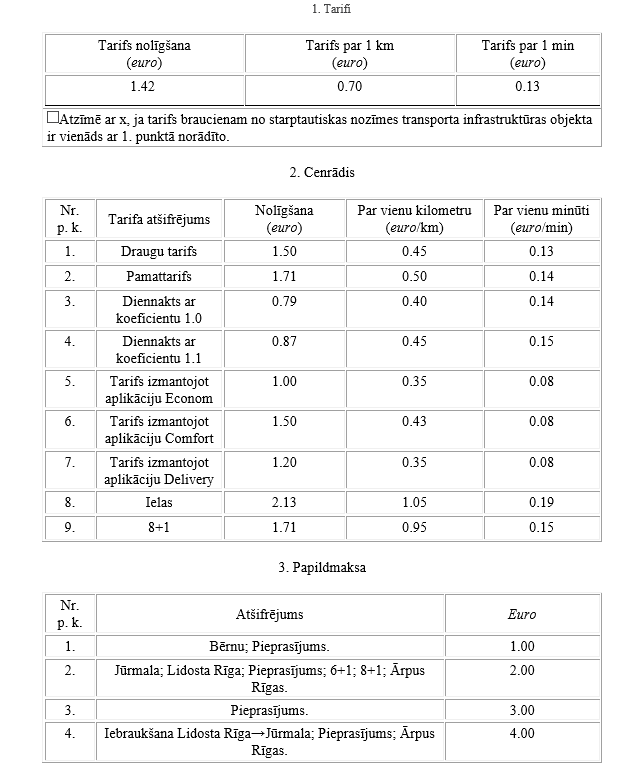 1. Tarifi
Tarifs nolīgšana
(euro)
Tarifs par 1 km
(euro)
Tarifs par 1 min
(euro)
1.42 0.70 0.13
☐Atzīmē ar x, ja tarifs braucienam no starptautiskas nozīmes transporta infrastruktūras objekta
ir vienāds ar 1. punktā norādīto.
2. Cenrādis
Nr.
p. k.
Tarifa atšifrējums
Nolīgšana
(euro)
Par vienu kilometru
(euro/km)
Par vienu minūti
(euro/min)
1. Draugu tarifs 1.50 0.45 0.13
2. Pamattarifs 1.71 0.50 0.14
3. Diennakts ar 0.79 0.40 0.14
koeficientu 1.0
4. Diennakts ar 0.87 0.45 0.15
koeficientu 1.1
5. Tarifs izmantojot 1.00 0.35 0.08
aplikāciju Econom
6. Tarifs izmantojot 1.50 0.43 0.08
aplikāciju Comfort
7. Tarifs izmantojot 1.20 0.35 0.08
aplikāciju Delivery
8. Ielas 2.13 1.05 0.19
9. 8+1 1.71 0.95 0.15
3. Papildmaksa
Nr.
p. k.
Atšifrējums
Euro
1. Bērnu; Pieprasījums. 1.00
2. Jūrmala; Lidosta Rīga; Pieprasījums; 6+1; 8+1; Ārpus 2.00
Rīgas.
3. Pieprasījums. 3.00
4. Iebraukšana Lidosta Rīga→Jūrmala; Pieprasījums; Ārpus 4.00
Rīgas.